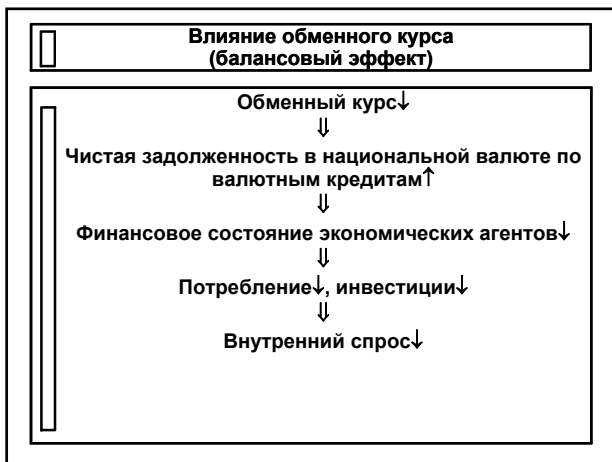 Влияние обменного курса
(балансовый эффект)
Обменный курс↓
⇓
Чистая задолженность в национальной валюте по
валютным кредитам↑
⇓
Финансовое состояние экономических агентов↓
⇓
Потребление↓, инвестиции↓
⇓
Внутренний спрос↓